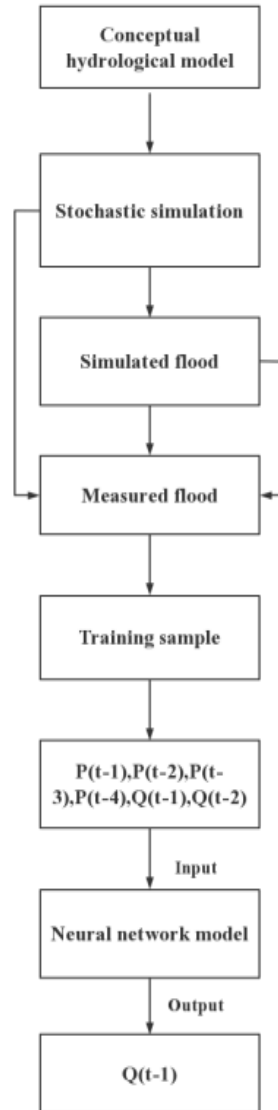 Conceptual
hydrological model
Stochastic simulation
Simulated flood
Measured flood
Training sample
P(t-1),P(t-2),P(t-
3),P(t-4),Q(t-1),Q(t-2)
Input
Neural network model
Output
Q(t-1)